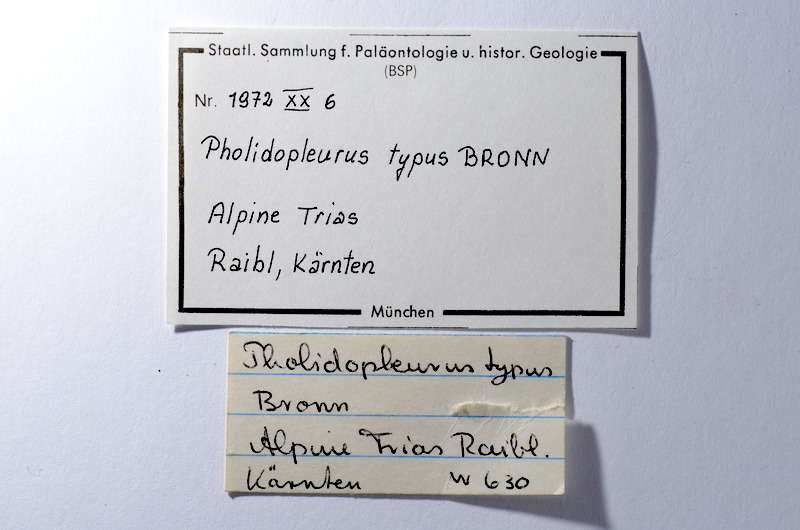 Staatl. Sammlung f. Paläontologie u. histor. Geologie
(BSP)
Nr. 1972 XX 6
Pholidopleurus typus BRONN
Alpine Trias
Raibl, Kärnten
München
Pholidopleurus typus
Bronn
Alpine Trias Raibl.
Kärnten W 630